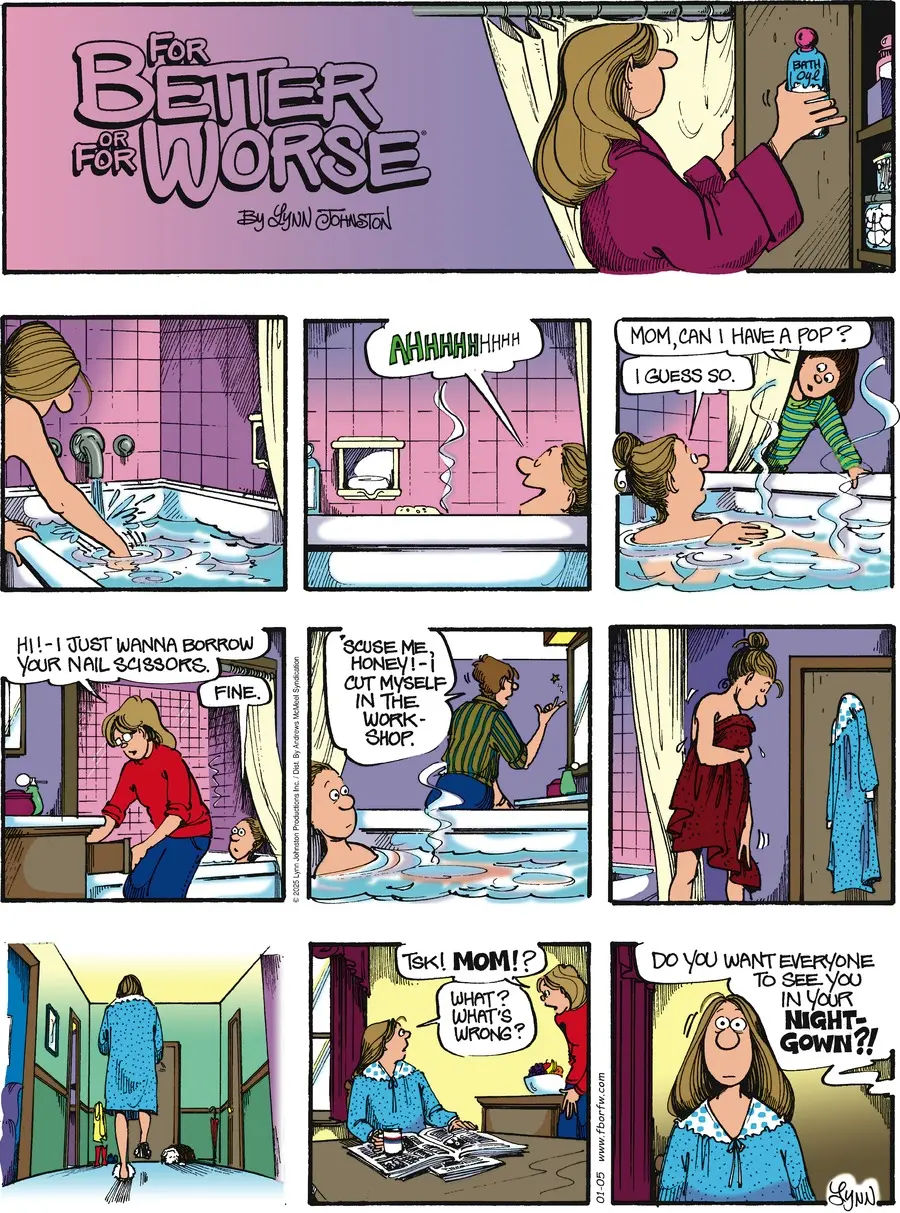 FOR
BETTER
OR
FOR
WORSE®
By LYNN JOHNSTON
BATH
Oyl
AHHHHHHHHH
MOM, CAN I HAVE A POP?
I GUESS SO.
HI!-I JUST WANNA BORROW
YOUR NAIL SCISSORS.
FINE.
© 2025 Lynn Johnston Productions Inc. / Dist. By Andrews McMeel Syndication
'SCUSE ME,
HONEY!-I
CUT MYSELF
IN THE
WORK-
SHOP.
TSK! MOM!?
WHAT?
WHAT'S
WRONG?
01-05 www.fborfw.com
DO YOU WANT EVERYONE
TO SEE YOU
IN YOUR
NIGHT-
GOWN?!
LYNN